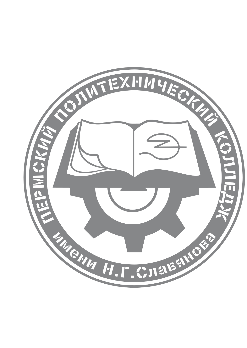 ПЕРМСКИЙ ПОЛИТЕХНИЧЕСКИЙ КОЛЛЕДЖ
имени Н.Г.Славянова